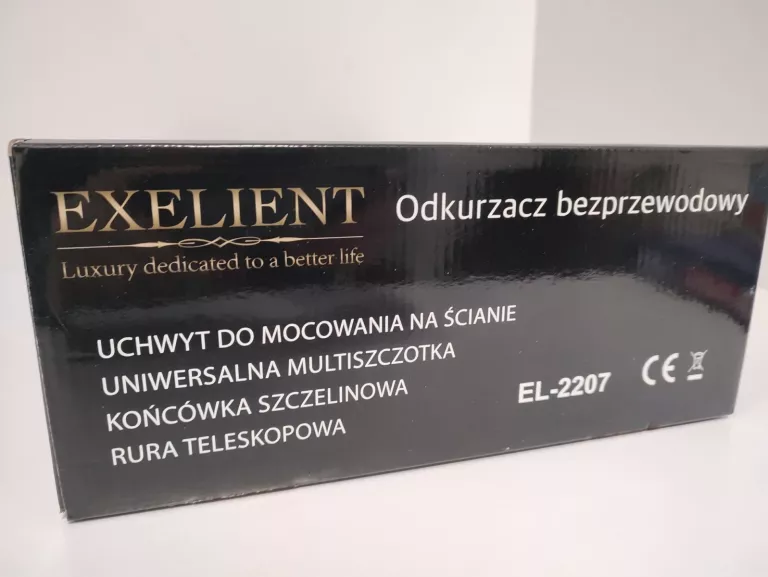 EXELIENT
Luxury dedicated to a better life
Odkurzacz bezprzewodowy
UCHWYT DO MOCOWANIA NA ŚCIANIE
UNIWERSALNA MULTISZCZOTKA
KOŃCÓWKA SZCZELINOWA
RURA TELESKOPOWA
EL-2207
CE